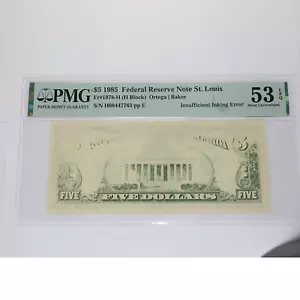 PMG
PAPER MONEY GUARANTY
$5 1985 Federal Reserve Note St. Louis
Fr#1978-H (H Block) Ortega | Baker
S/N H08447763 pp E
Insufficient Inking Error
53 EPQ
About Uncirculated
FIVE
FIVE DOLLARS
FIVE